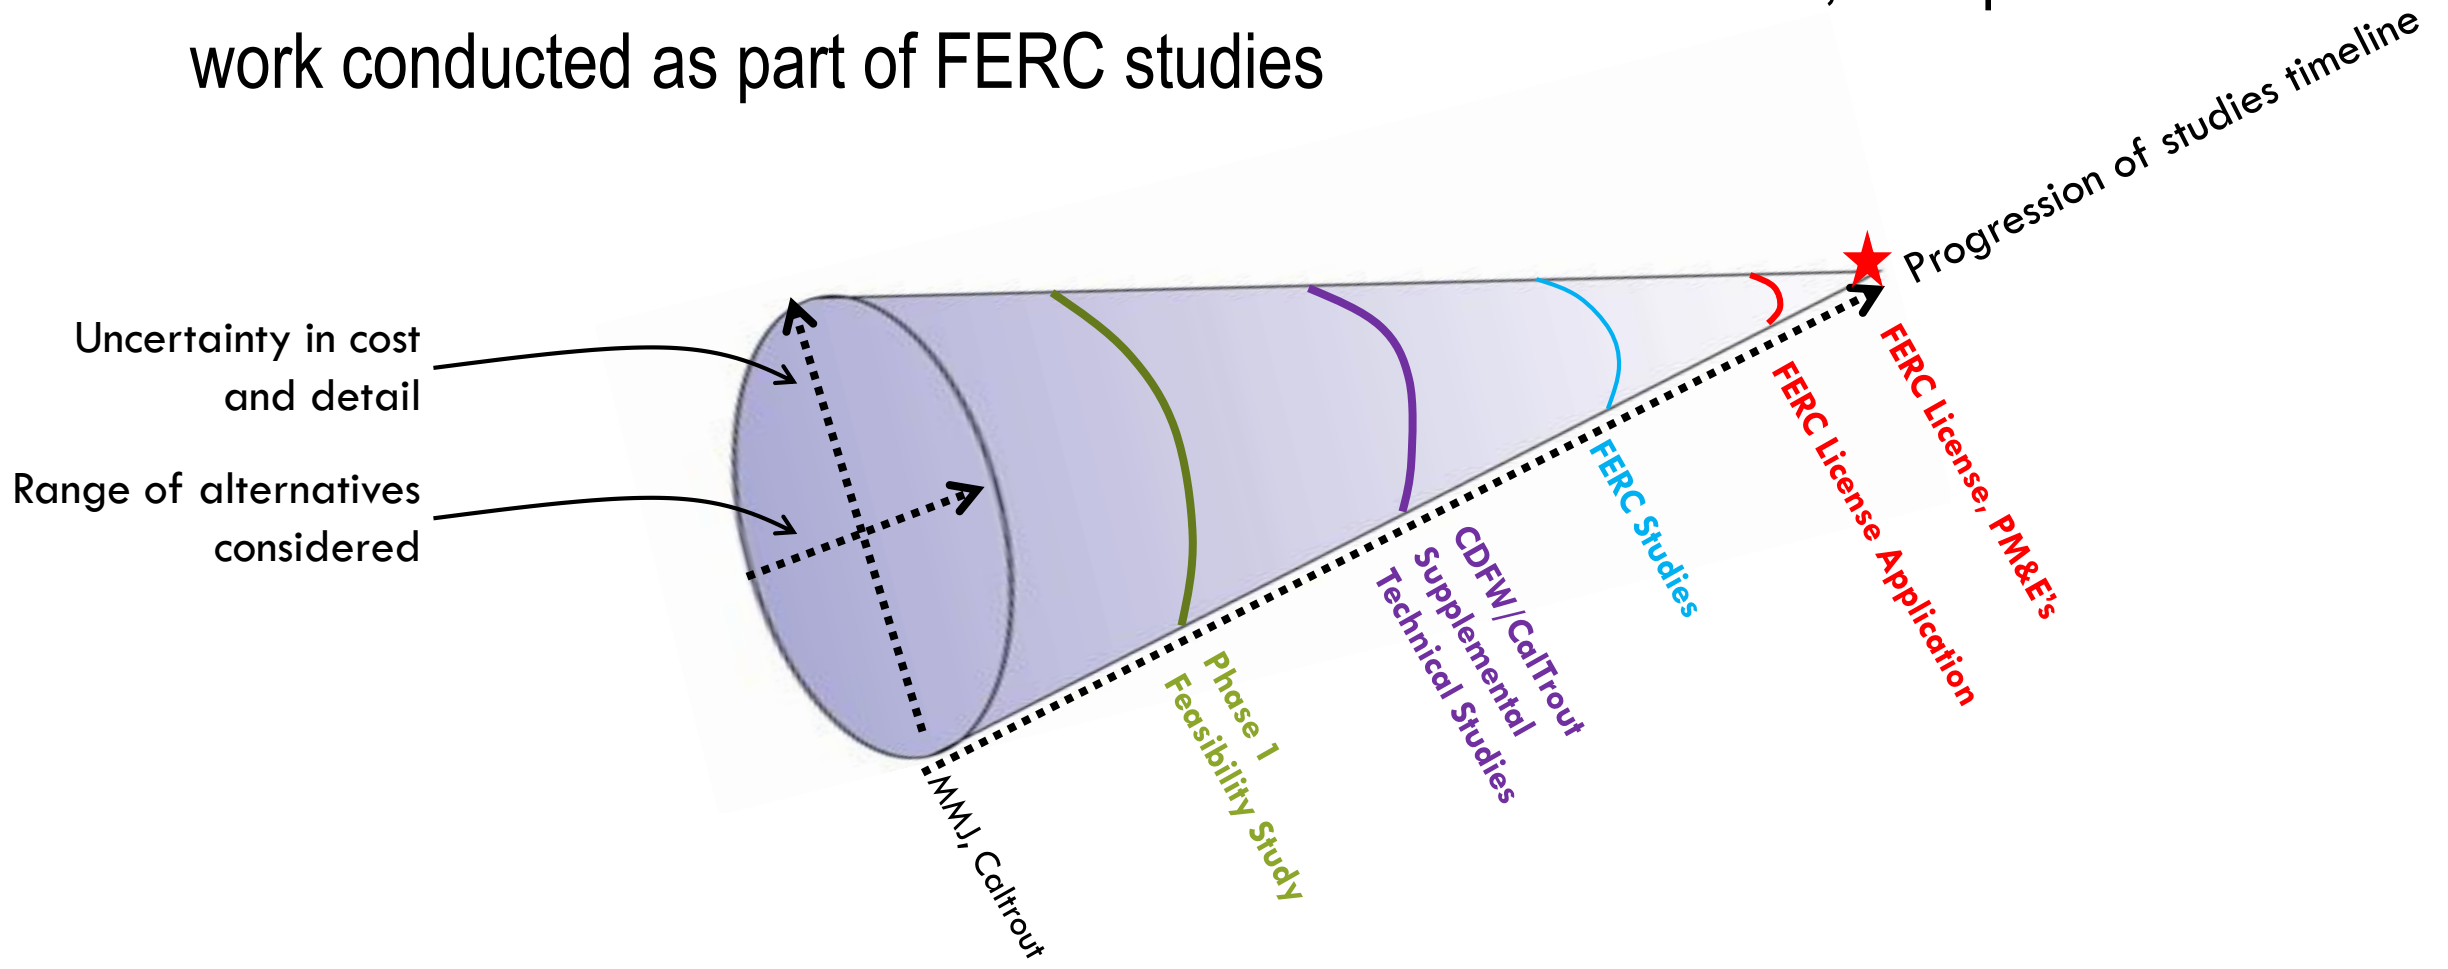 work conducted as part of FERC studies
Progression of studies timeline
Uncertainty in cost
and detail
Range of alternatives
considered
MMJ, Caltrout
Phase 1
Feasibility Study
CDFW/CalTrout
Supplemental
Technical Studies
FERC Studies
FERC License Application
FERC License, PM&E's